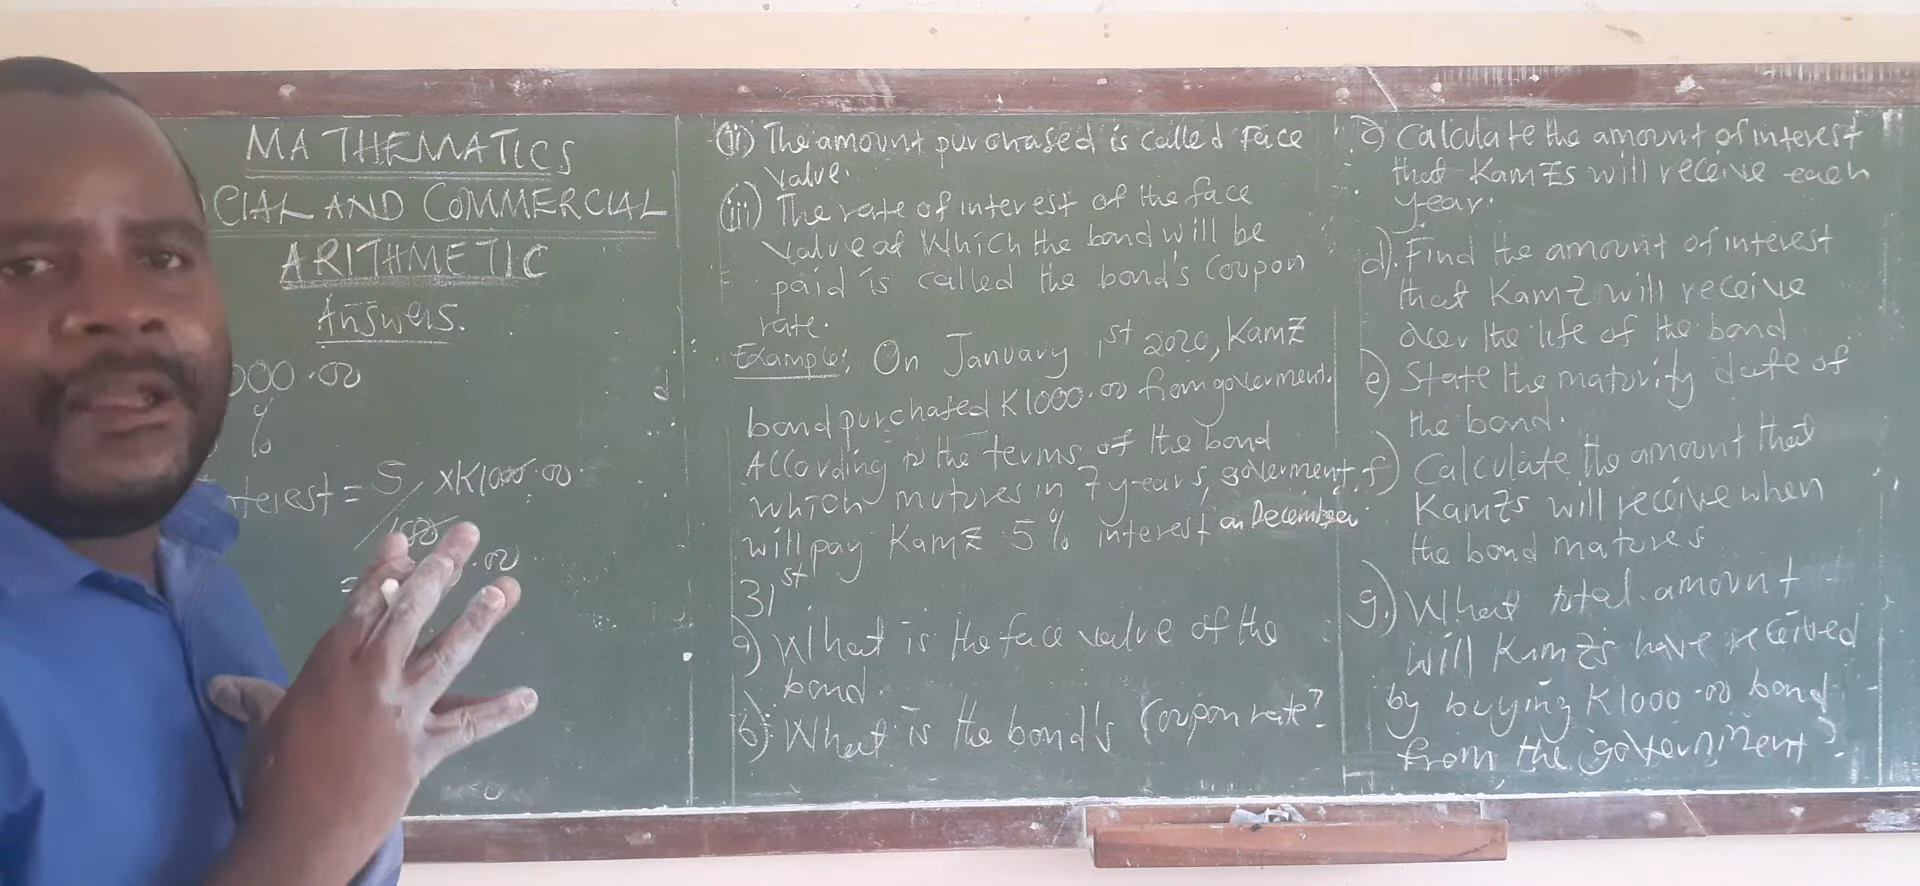 MATHEMATICS
CIAL AND COMMERCIAL
ARITHMETIC
Answers.
000.00
%
%
terest = 5/100 x K1000.00
= .00
(ii) The amount purchased is called Face
Value.
(iii) The rate of interest of the face
Value at Which the bond will be
paid is called the bond's Coupon
rate.
Example: On January 1st 2020, KamZ
bond purchased K1000.00 from goverment.
According to the terms of the bond
which mutures in 7 years, goverment
will pay KamZ 5% interest on December
31st
a) What is the face value of the
bond.
b) What is the bond's Coupon rate?
c) Calculate the amount of interest
that KamZs will receive each
year.
d). Find the amount of interest
that KamZ will receive
over the life of the bond
e) State the maturity date of
the bond.
f) Calculate the amount that
KamZs will receive when
the bond matures
g.) What total amount
will KamZs have received
by buying K1000.00 bond
from the government?